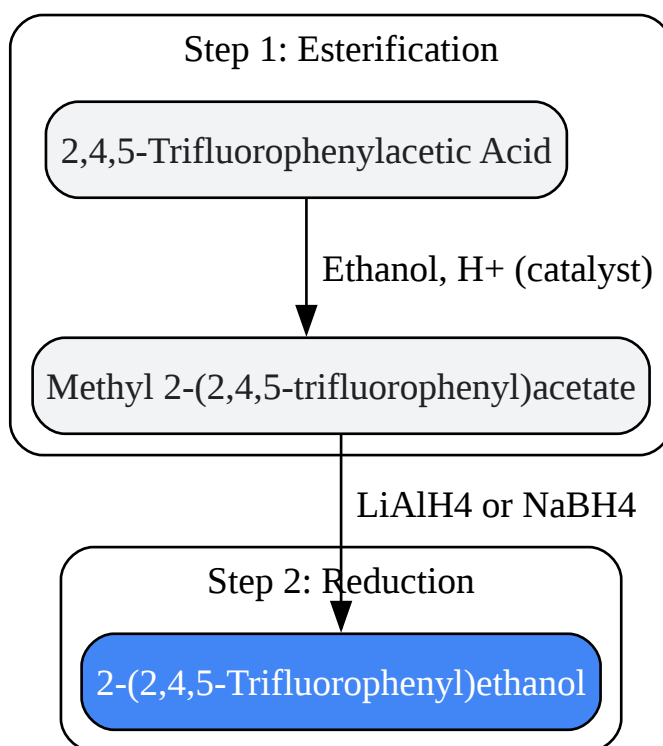 Step 1: Esterification
2,4,5-Trifluorophenylacetic Acid
Ethanol, H+ (catalyst)
Methyl 2-(2,4,5-trifluorophenyl)acetate
LiAlH4 or NaBH4
Step 2: Reduction
2-(2,4,5-Trifluorophenyl)ethanol